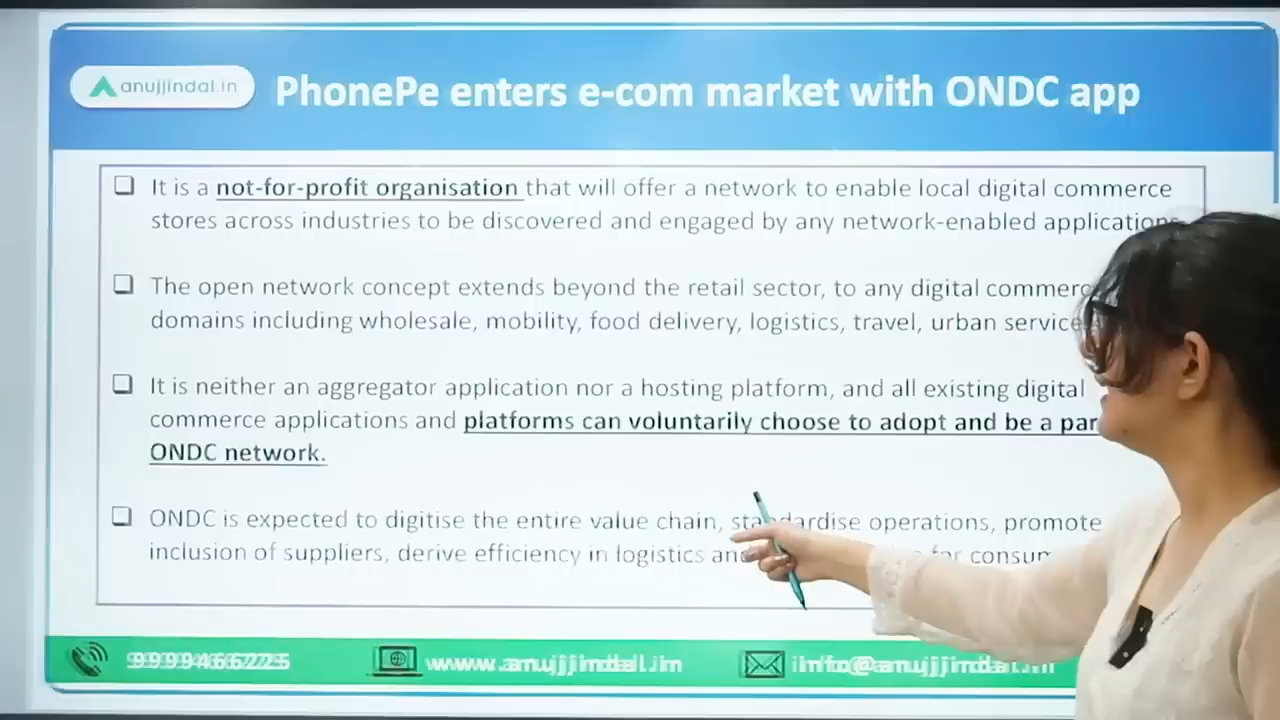 anujjindal.in
PhonePe enters e-com market with ONDC app
It is a not-for-profit organisation that will offer a network to enable local digital commerce
stores across industries to be discovered and engaged by any network-enabled application
The open network concept extends beyond the retail sector, to any digital
domains including wholesale, mobility, food delivery, logistics, travel, urban
It is neither an aggregator application nor a hosting platform, and all existing digital
commerce applications and platforms can voluntarily choose to adopt and be a
ONDC network.
ONDC is expected to digitise the entire value chain, standardise operations, promote
inclusion of suppliers, derive efficiency in logistics and for
www.anujjindal.in
info@anujjindal.in